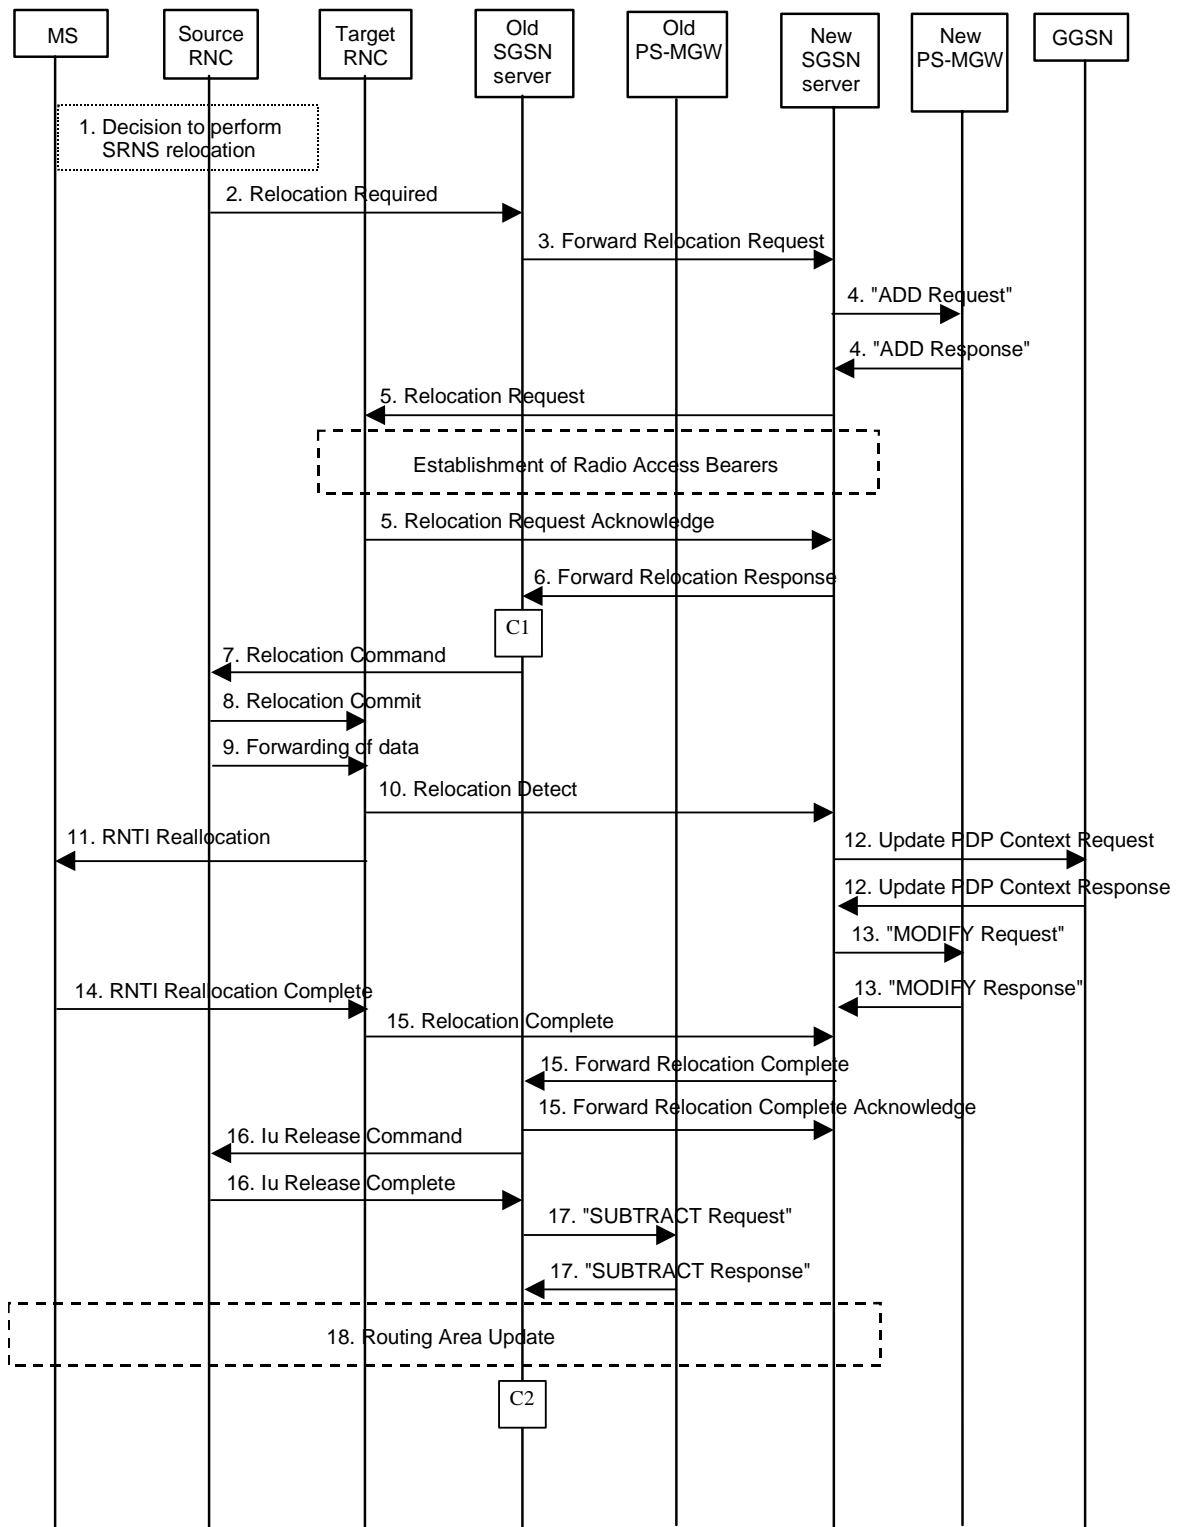 MS
Source
RNC
Target
RNC
Old
SGSN
server
Old
PS-MGW
New
SGSN
server
New
PS-MGW
GGSN
1. Decision to perform
SRNS relocation
2. Relocation Required
3. Forward Relocation Request
4. "ADD Request"
4. "ADD Response"
5. Relocation Request
Establishment of Radio Access Bearers
5. Relocation Request Acknowledge
6. Forward Relocation Response
C1
7. Relocation Command
8. Relocation Commit
9. Forwarding of data
10. Relocation Detect
11. RNTI Reallocation
12. Update PDP Context Request
12. Update PDP Context Response
13. "MODIFY Request"
14. RNTI Reallocation Complete
13. "MODIFY Response"
15. Relocation Complete
15. Forward Relocation Complete
15. Forward Relocation Complete Acknowledge
16. Iu Release Command
16. Iu Release Complete
17. "SUBTRACT Request"
17. "SUBTRACT Response"
18. Routing Area Update
C2